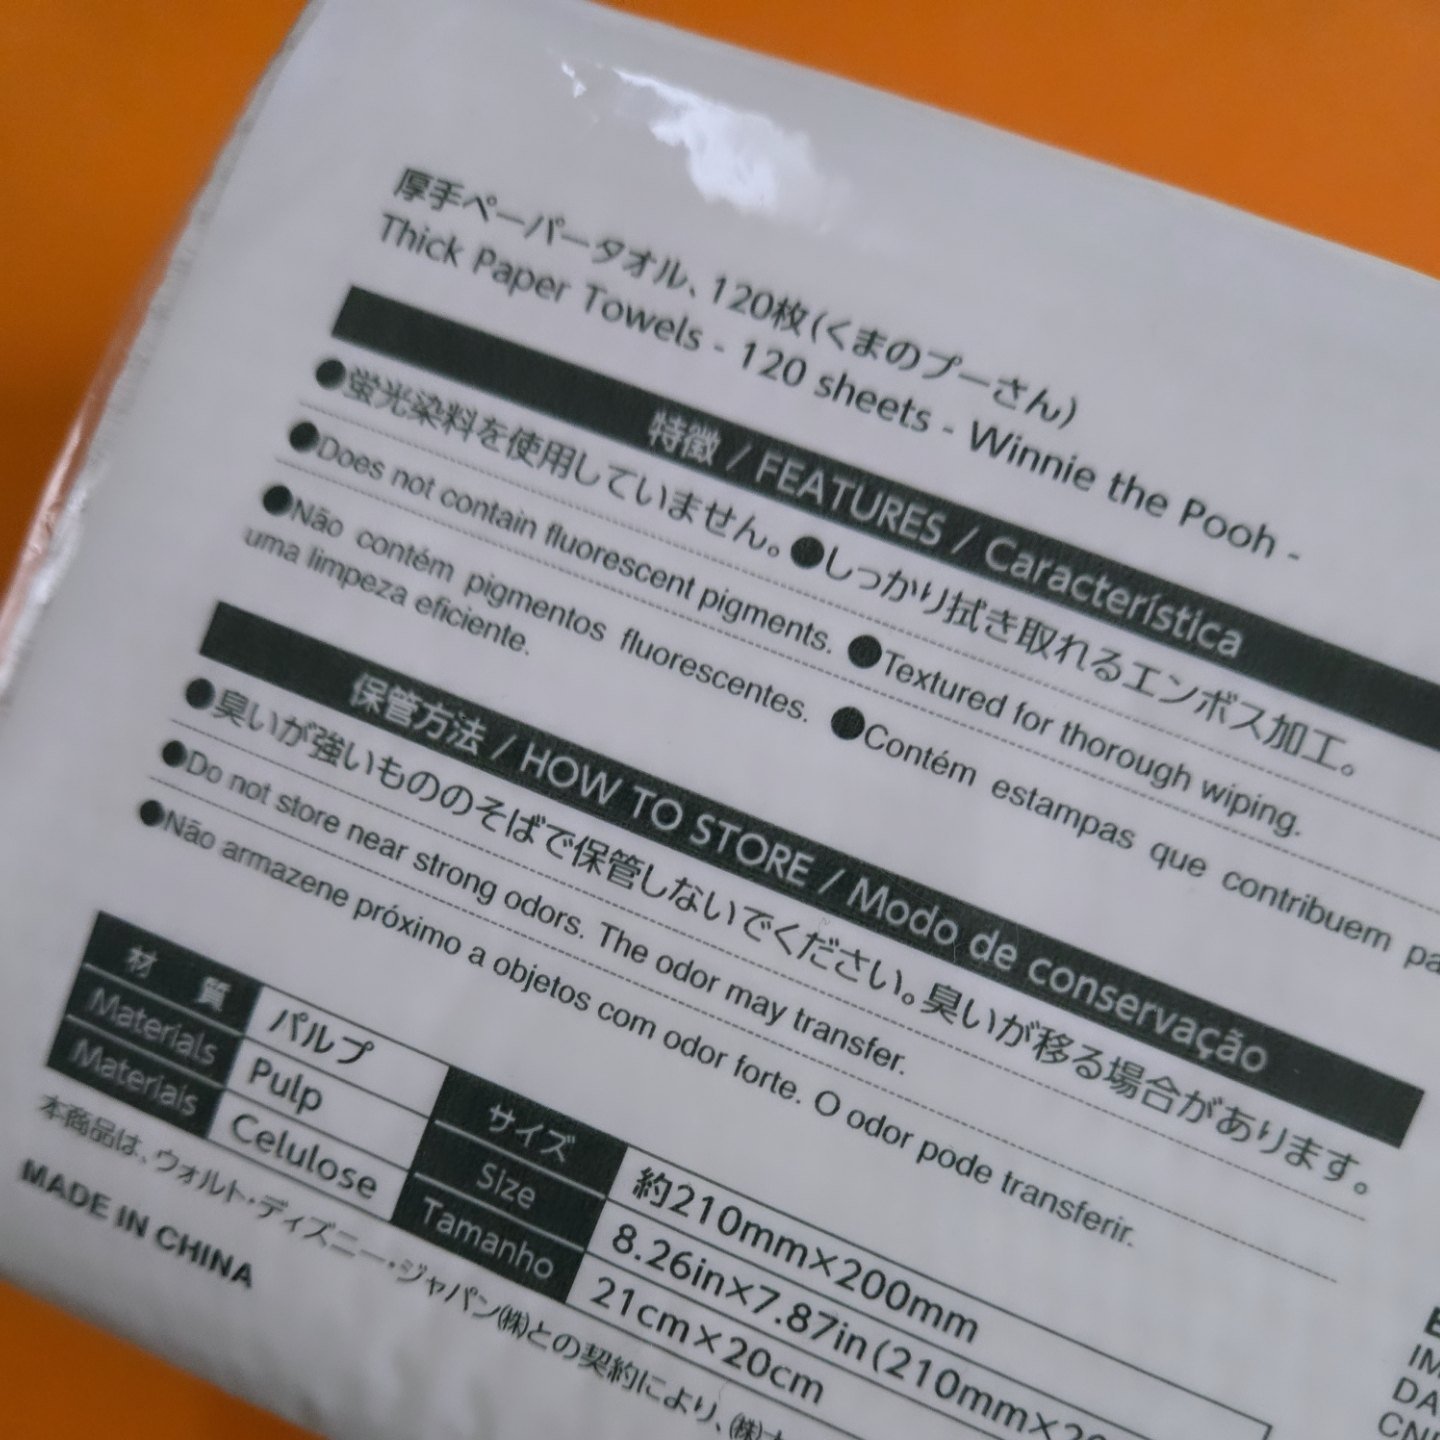 厚手ペーパータオル、120枚(くまのプーさん)
Thick Paper Towels - 120 sheets - Winnie the Pooh -
特徴 / FEATURES / Característica
●蛍光染料を使用していません。●しっかり拭き取れるエンボス加工。
●Does not contain fluorescent pigments. ●Textured for thorough wiping.
●Não contém pigmentos fluorescentes. ●Contém estampas que contribuem pa
uma limpeza eficiente.
保管方法 / HOW TO STORE / Modo de conservação
●臭いが強いもののそばで保管しないでください。臭いが移る場合があります。
●Do not store near strong odors. The odor may transfer.
●Não armazene próximo a objetos com odor forte. O odor pode transferir.
材 質 パルプ サイズ 約210mm×200mm
Materials Pulp Size 8.26in×7.87in(210mm×20
Materiais Celulose Tamanho 21cm×20cm
本商品は、ウォルト・ディズニー・ジャパン(株)との契約により、(株)
MADE IN CHINA
IM
DA